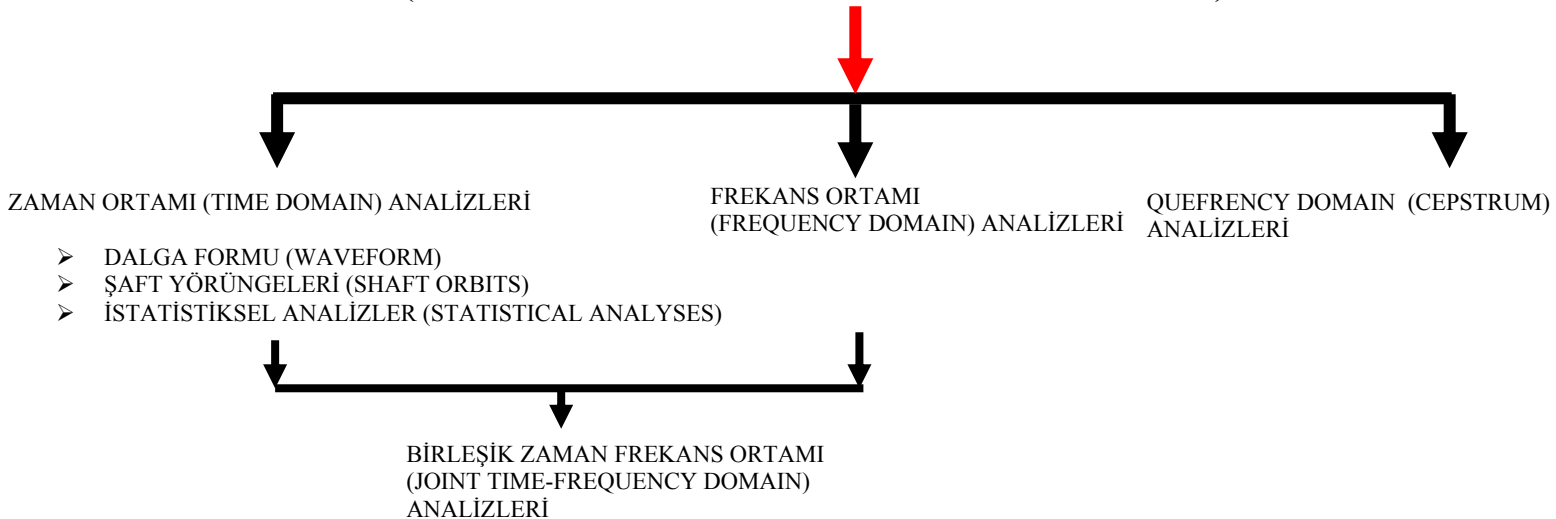 ZAMAN ORTAMI (TIME DOMAIN) ANALİZLERİ
➢ DALGA FORMU (WAVEFORM)
➢ ŞAFT YÖRÜNGELERİ (SHAFT ORBITS)
➢ İSTATİSTİKSEL ANALİZLER (STATISTICAL ANALYSES)
FREKANS ORTAMI
(FREQUENCY DOMAIN) ANALİZLERİ
QUEFRENCY DOMAIN (CEPSTRUM)
ANALİZLERİ
BİRLEŞİK ZAMAN FREKANS ORTAMI
(JOINT TIME-FREQUENCY DOMAIN)
ANALİZLERİ